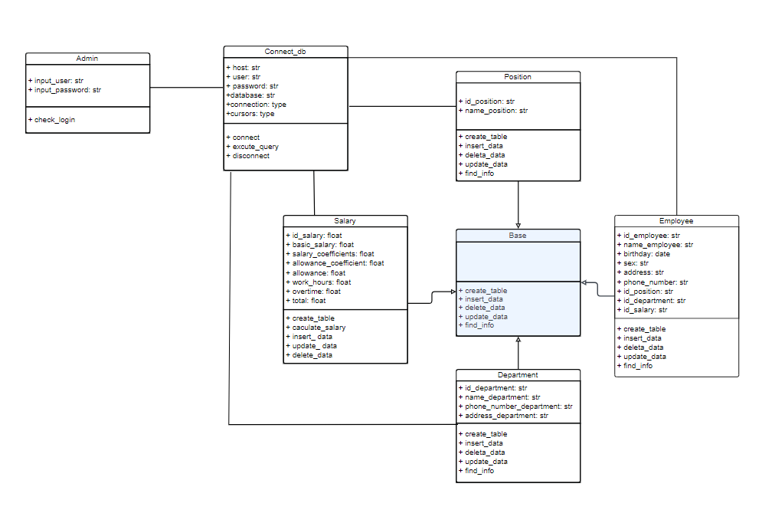 Admin
+ input_user: str
+ input_password: str
+ check_login
Connect_db
+ host: str
+ user: str
+ password: str
+database: str
+connection: type
+cursors: type
+ connect
+ excute_query
+ disconnect
Position
+ id_position: str
+ name_position: str
+ create_table
+ insert_data
+ deleta_data
+ update_data
+ find_info
Salary
+ id_salary: float
+ basic_salary: float
+ salary_coefficients: float
+ allowance_coefficient: float
+ allowance: float
+ work_hours: float
+ overtime: float
+ total: float
+ create_table
+ caculate_salary
+ insert_ data
+ update_ data
+ delete_data
Base
+ create_table
+ insert_data
+ delete_data
+ update_data
+ find_info
Employee
+ id_employee: str
+ name_employee: str
+ birthday: date
+ sex: str
+ address: str
+ phone_number: str
+ id_position: str
+ id_department: str
+ id_salary: str
+ create_table
+ insert_data
+ deleta_data
+ update_data
+ find_info
Department
+ id_department: str
+ name_department: str
+ phone_number_department: str
+ address_department: str
+ create_table
+ insert_data
+ deleta_data
+ update_data
+ find_info